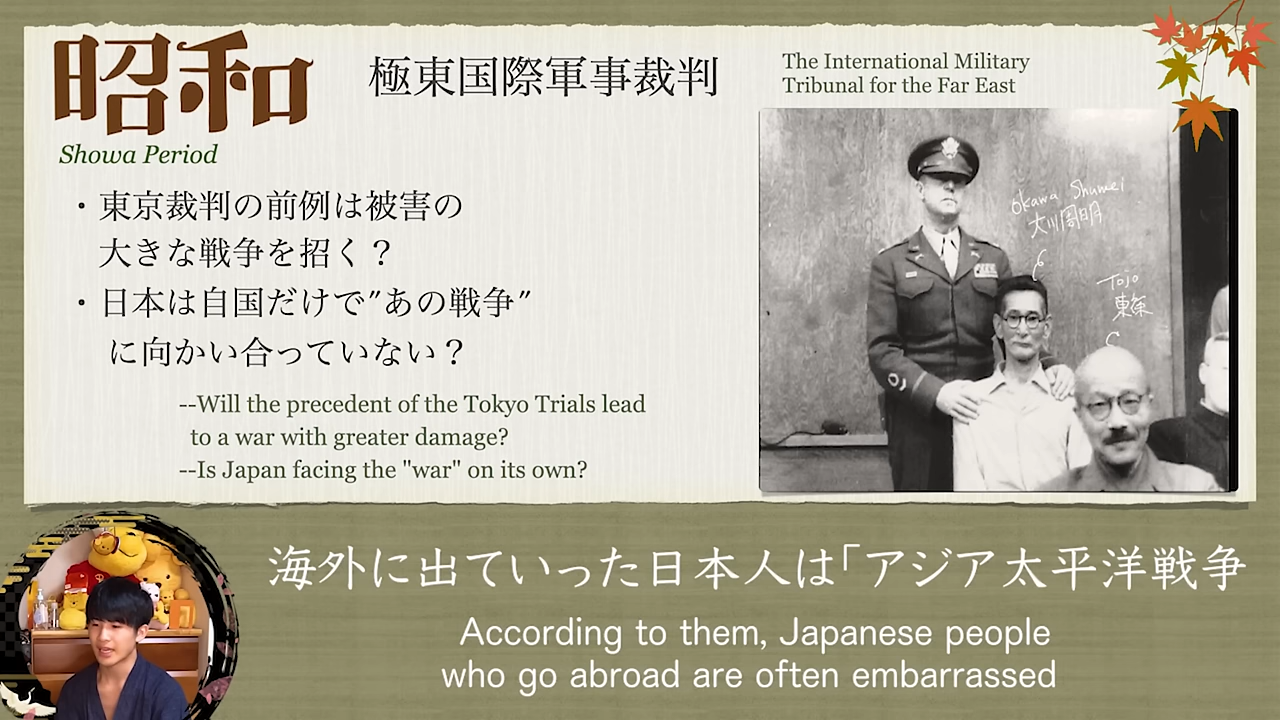 昭和
Showa Period
極東国際軍事裁判
The International Military
Tribunal for the Far East
・東京裁判の前例は被害の
大きな戦争を招く？
・日本は自国だけで"あの戦争"
に向かい合っていない？
--Will the precedent of the Tokyo Trials lead
to a war with greater damage?
--Is Japan facing the "war" on its own?
Okawa Shumei
大川周明
Tojo
東条
海外に出ていった日本人は「アジア太平洋戦争
According to them, Japanese people
who go abroad are often embarrassed